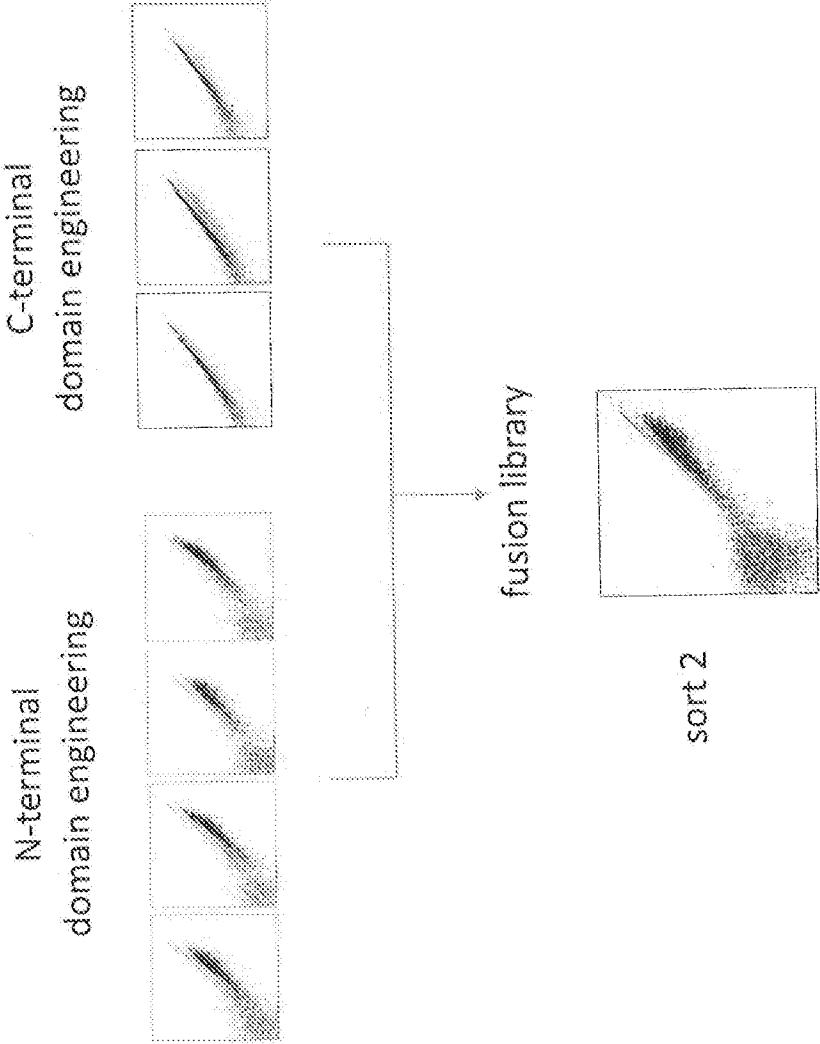 N-terminal
domain engineering
C-terminal
domain engineering
fusion library
sort 2